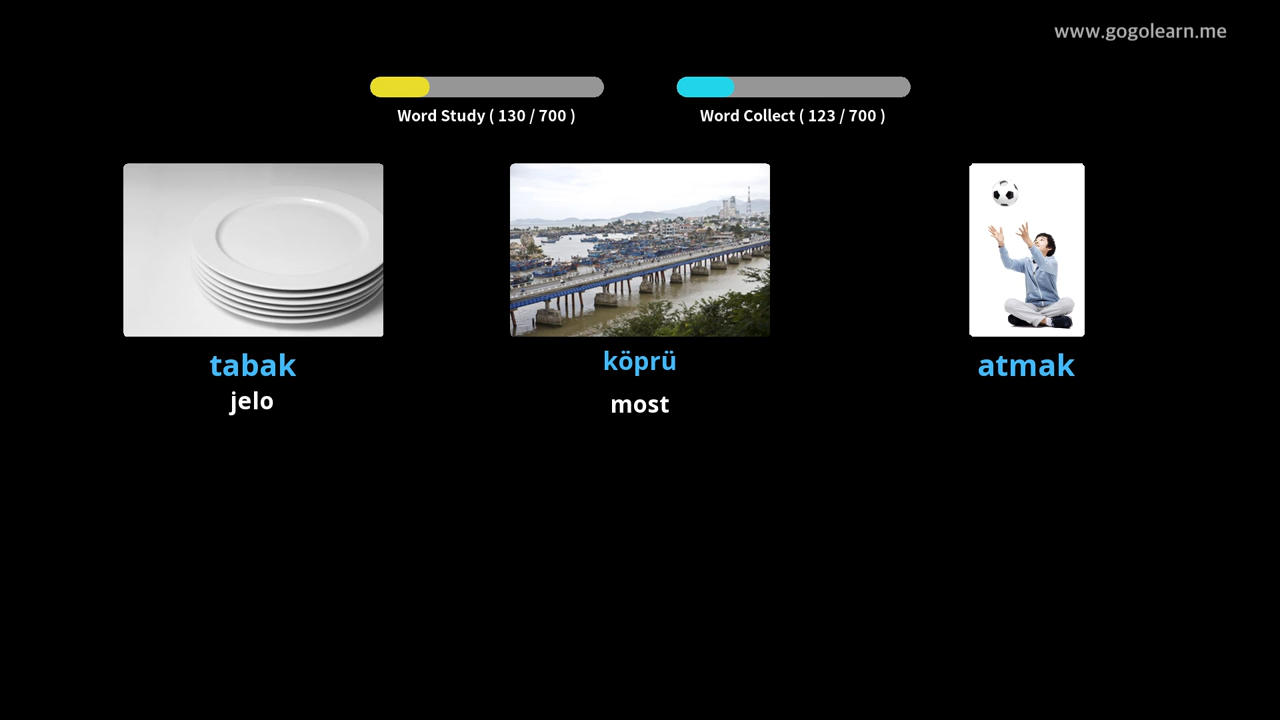 www.gogolearn.me
Word Study ( 130 / 700 )
Word Collect ( 123 / 700 )
tabak
jelo
köprü
most
atmak